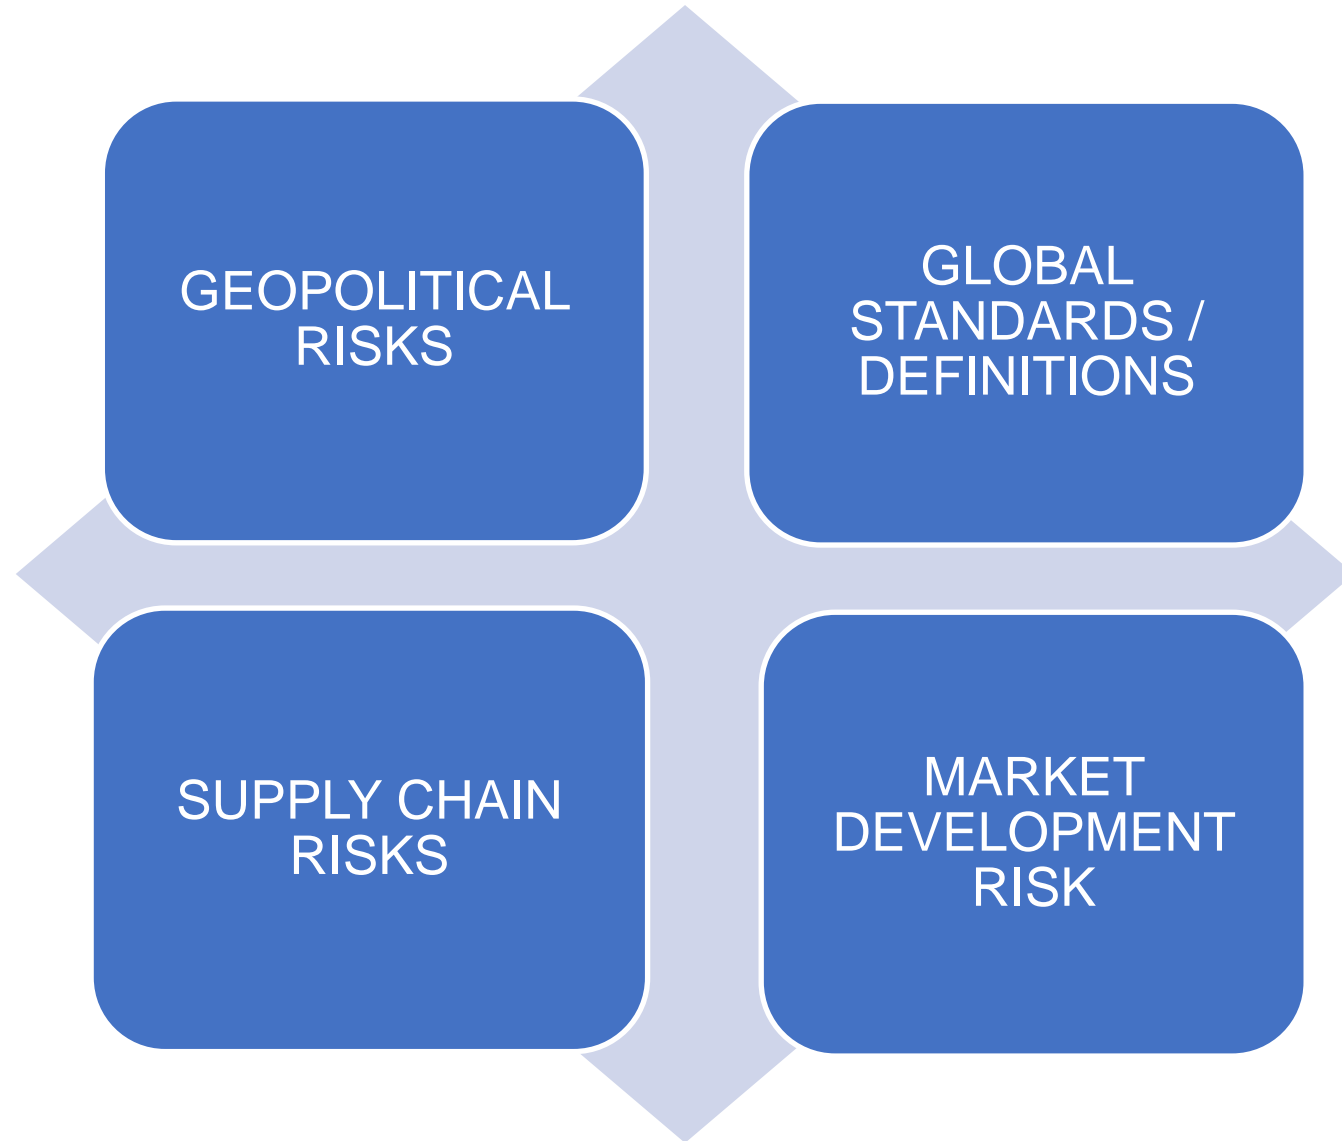 GEOPOLITICAL
RISKS
GLOBAL
STANDARDS /
DEFINITIONS
SUPPLY CHAIN
RISKS
MARKET
DEVELOPMENT
RISK